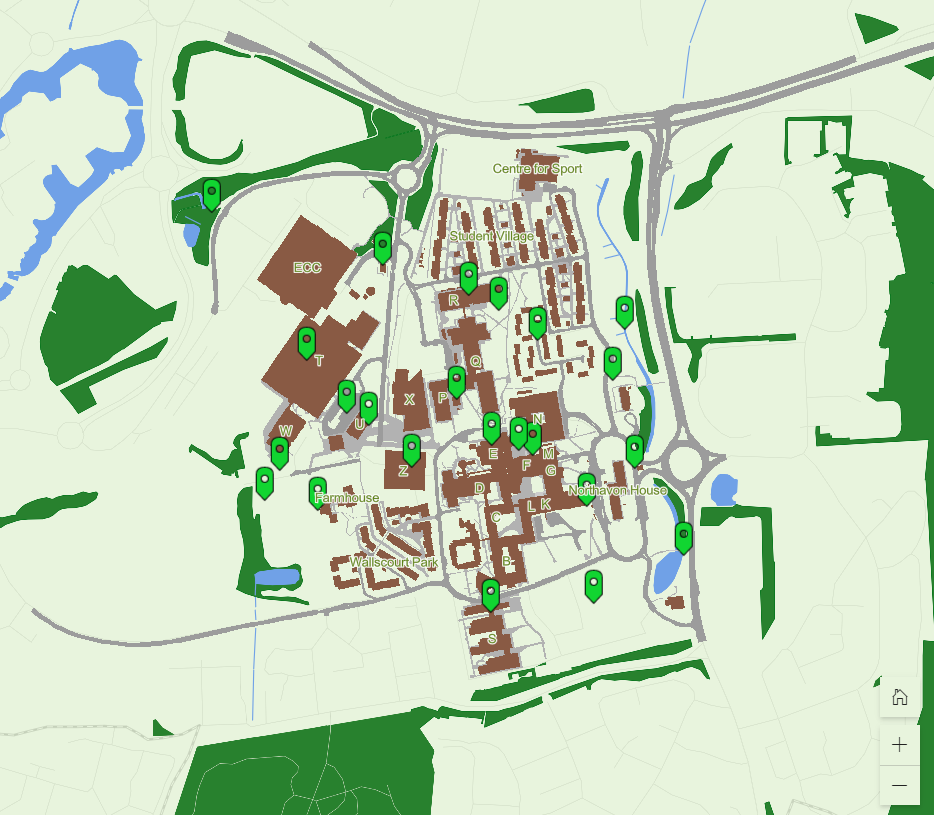 Centre for Sport
Student Village
ECC
R
T
Q
X
P
U
W
N
E
M
Z
F
G
D
Northavon House
Farmhouse
L
K
C
Wallscourt Park
B
S
+
−